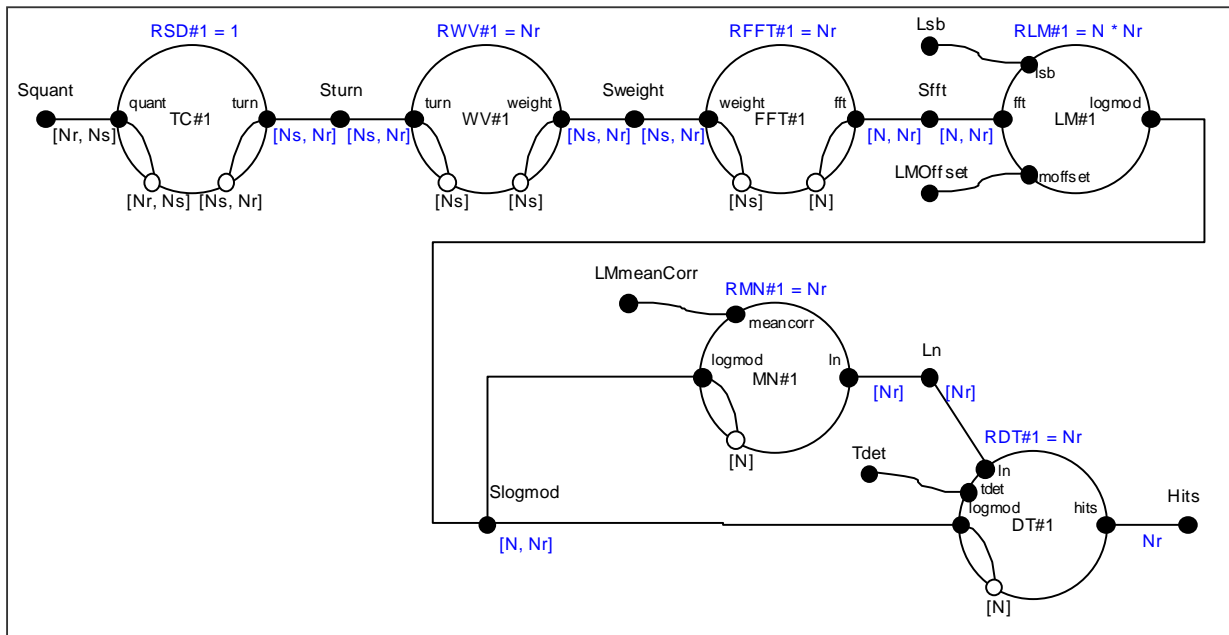 RSD#1 = 1
RWV#1 = Nr
RFFT#1 = Nr
Lsb
RLM#1 = N * Nr
Squant
quant
turn
TC#1
[Nr, Ns]
[Nr, Ns]
[Ns, Nr]
Sturn
[Ns, Nr]
[Ns, Nr]
turn
weight
WV#1
[Ns]
[Ns]
Sweight
[Ns, Nr]
[Ns, Nr]
weight
fft
FFT#1
[Ns]
[N]
Sfft
[N, Nr]
[N, Nr]
lsb
fft
logmod
LM#1
LMOffset
moffset
LMmeanCorr
RMN#1 = Nr
meancorr
logmod
ln
MN#1
[N]
Ln
[Nr]
[Nr]
RDT#1 = Nr
Tdet
ln
tdet
logmod
hits
DT#1
[N]
Slogmod
[N, Nr]
Hits
Nr